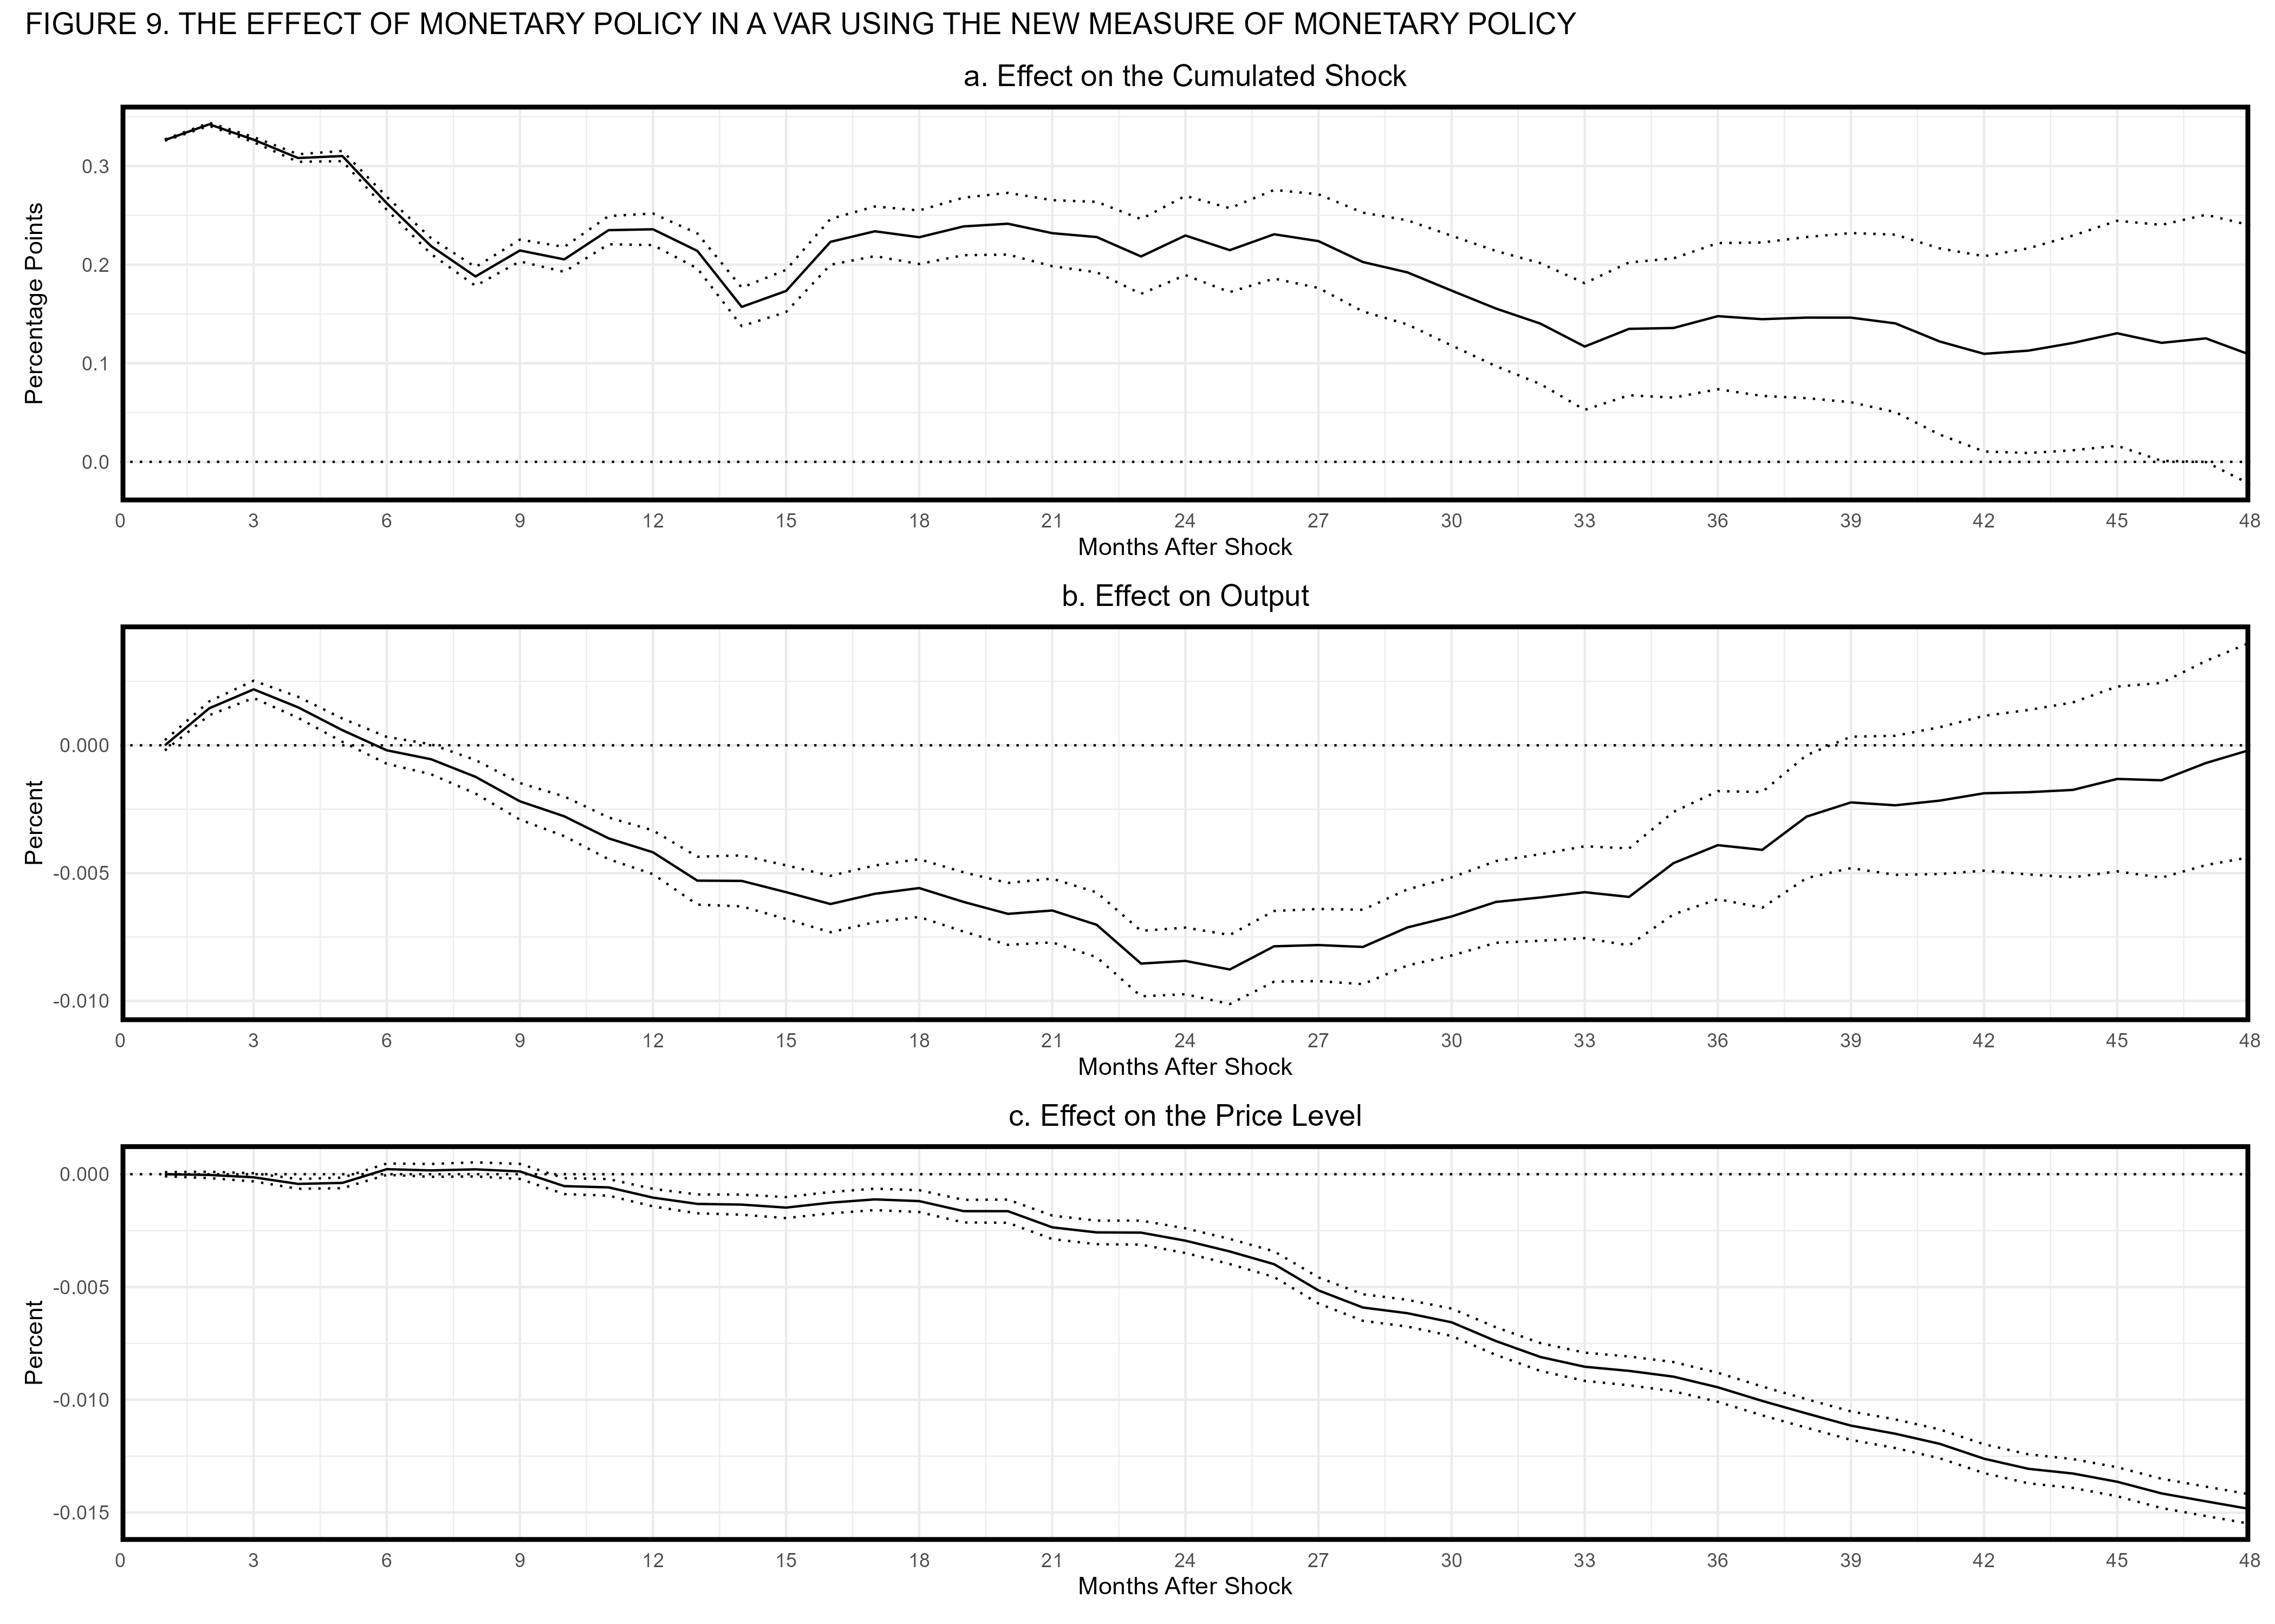 FIGURE 9. THE EFFECT OF MONETARY POLICY IN A VAR USING THE NEW MEASURE OF MONETARY POLICY
a. Effect on the Cumulated Shock
Percentage Points
0.3
0.2
0.1
0.0
0 3 6 9 12 15 18 21 24 27 30 33 36 39 42 45 48
Months After Shock
b. Effect on Output
Percent
0.000
-0.005
-0.010
0 3 6 9 12 15 18 21 24 27 30 33 36 39 42 45 48
Months After Shock
c. Effect on the Price Level
Percent
0.000
-0.005
-0.010
-0.015
0 3 6 9 12 15 18 21 24 27 30 33 36 39 42 45 48
Months After Shock